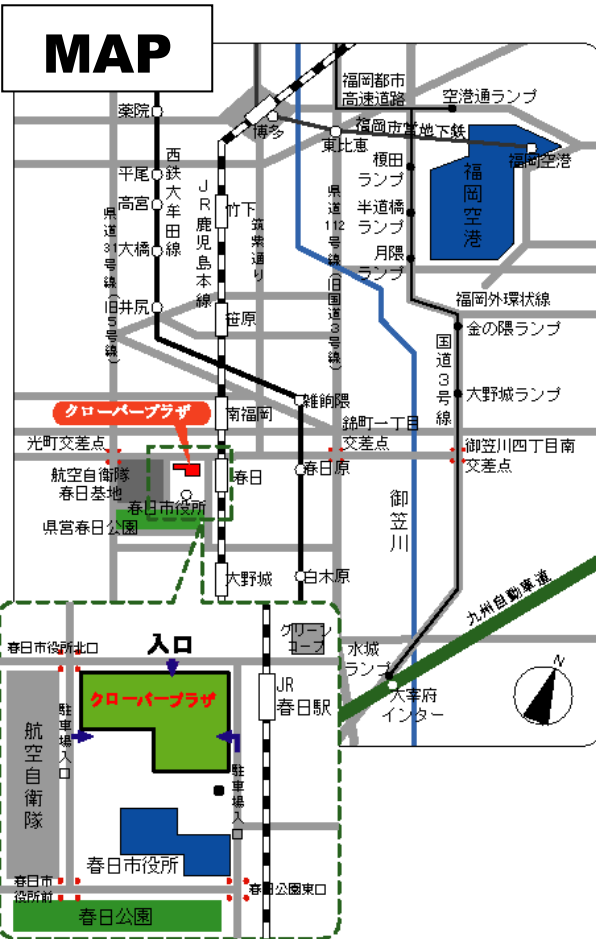 MAP
福岡都市
高速道路
空港通ランプ
薬院
博多
東比恵
福岡市営地下鉄
福岡空港
福岡空港
榎田
ランプ
平尾
西鉄大牟田線
JR鹿児島本線
高宮
竹下
筑紫通り
県道31号線(旧5号線)
県道112号線(旧国道3号線)
半道橋
ランプ
大橋
月隈
ランプ
井尻
笹原
福岡外環状線
金の隈ランプ
国道3号線
大野城ランプ
雑餉隈
クローバープラザ
南福岡
錦町一丁目
交差点
光町交差点
御笠川四丁目南
交差点
航空自衛隊
春日基地
春日
春日原
春日市役所
御笠川
県営春日公園
大野城
白木原
九州自動車道
水城
ランプ
太宰府
インター
N
春日市役所北口
入口
グリーン
コープ
クローバープラザ
JR
春日駅
駐車場入口
航空自衛隊
駐車場入口
春日市役所
春日市
役所前
春日公園東口
春日公園